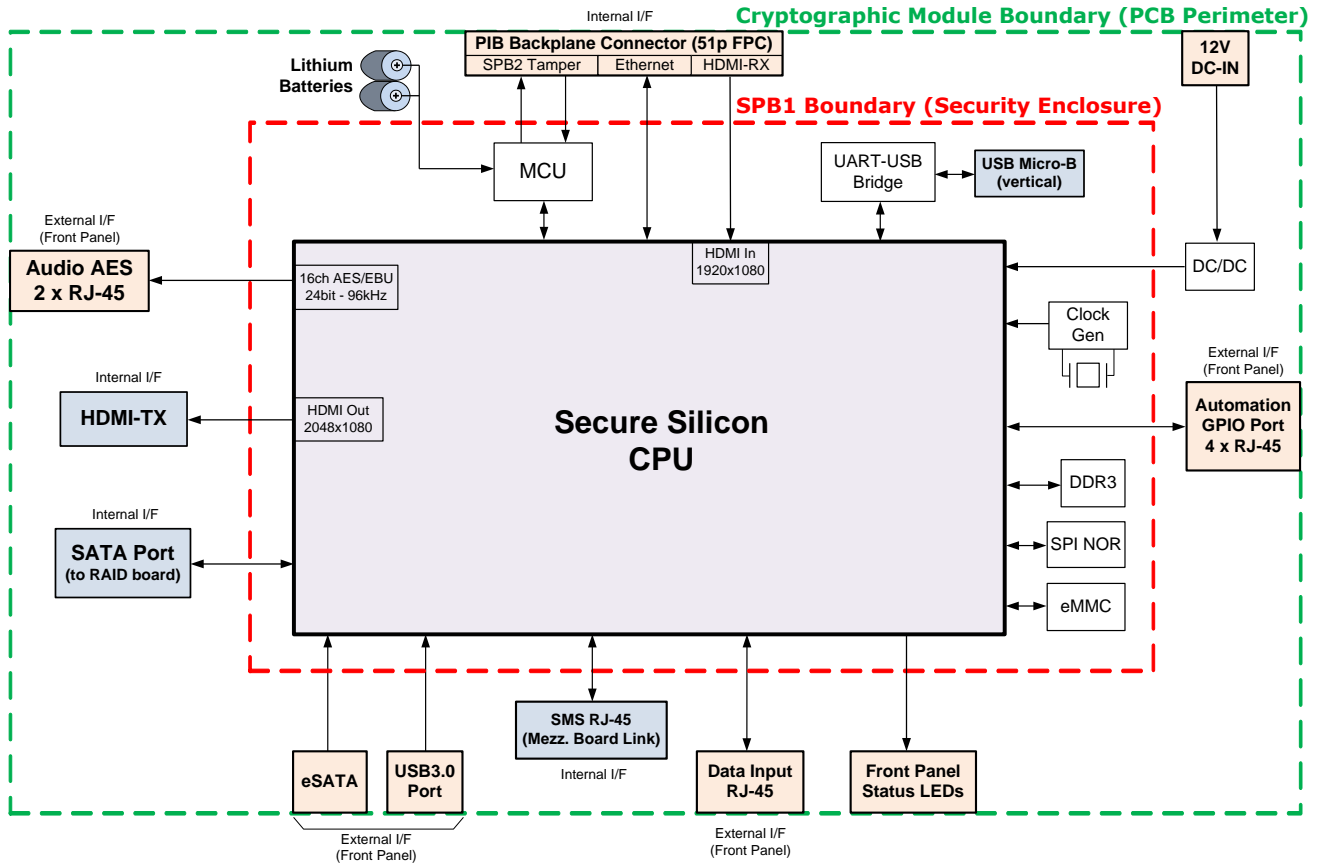 Internal I/F
Cryptographic Module Boundary (PCB Perimeter)
PIB Backplane Connector (51p FPC)
SPB2 Tamper
Ethernet
HDMI-RX
12V
DC-IN
Lithium
Batteries
SPB1 Boundary (Security Enclosure)
MCU
UART-USB
Bridge
USB Micro-B
(vertical)
External I/F
(Front Panel)
Audio AES
2 x RJ-45
16ch AES/EBU
24bit - 96kHz
HDMI In
1920x1080
DC/DC
Clock
Gen
External I/F
(Front Panel)
Automation
GPIO Port
4 x RJ-45
Internal I/F
HDMI-TX
HDMI Out
2048x1080
Secure Silicon
CPU
DDR3
Internal I/F
SATA Port
(to RAID board)
SPI NOR
eMMC
SMS RJ-45
(Mezz. Board Link)
Internal I/F
eSATA
USB3.0
Port
Data Input
RJ-45
Front Panel
Status LEDs
External I/F
(Front Panel)
External I/F
(Front Panel)